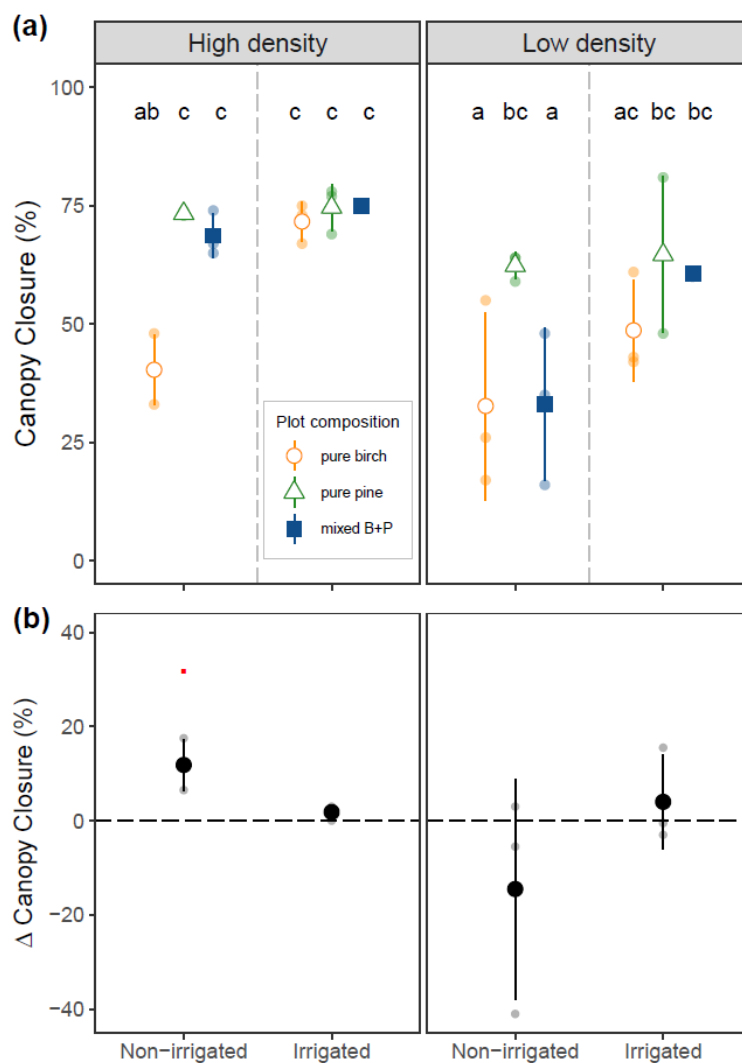 (a)
High density
Low density
Canopy Closure (%)
100
75
50
25
0
ab c c
c c c
a bc a
ac bc bc
Plot composition
pure birch
pure pine
mixed B+P
(b)
Δ Canopy Closure (%)
40
20
0
−20
−40
Non-irrigated
Irrigated
Non-irrigated
Irrigated